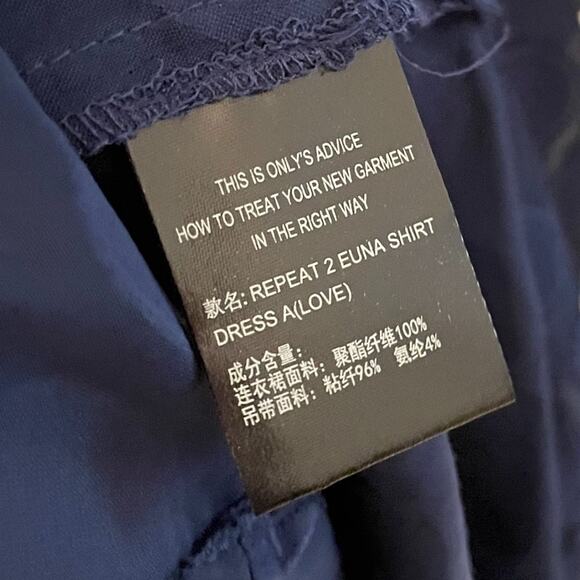 THIS IS ONLY'S ADVICE
HOW TO TREAT YOUR NEW GARMENT
IN THE RIGHT WAY
款名: REPEAT 2 EUNA SHIRT
DRESS A(LOVE)
成分含量:
连衣裙面料: 聚酯纤维100%
吊带面料: 粘纤96% 氨纶4%